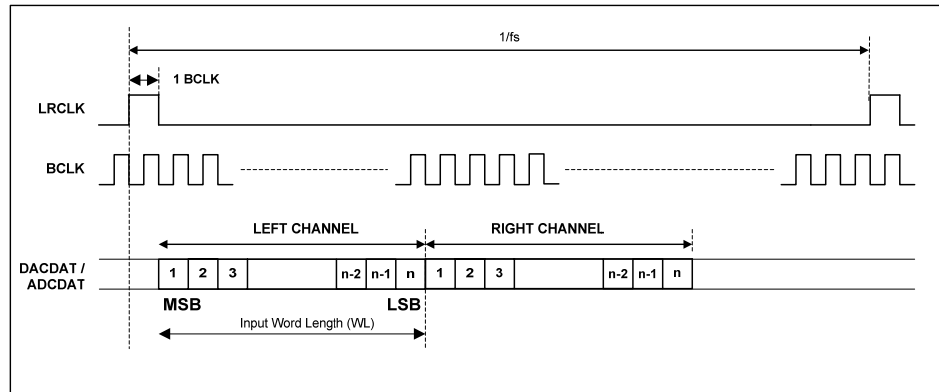 1/fs
1 BCLK
LRCLK
BCLK
LEFT CHANNEL RIGHT CHANNEL
DACDAT /
ADCDAT
1 2 3 n-2 n-1 n 1 2 3 n-2 n-1 n
MSB LSB
Input Word Length (WL)